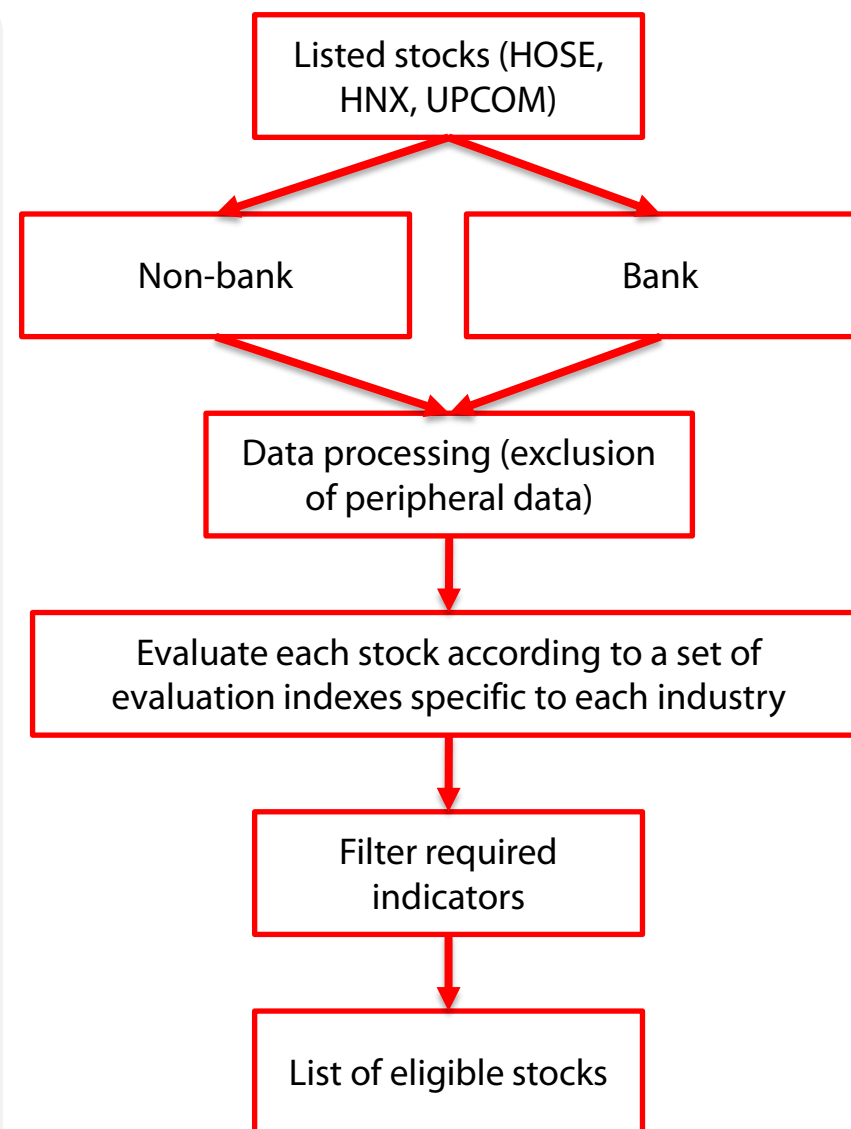 Listed stocks (HOSE,
HNX, UPCOM)
Non-bank
Bank
Data processing (exclusion
of peripheral data)
Evaluate each stock according to a set of
evaluation indexes specific to each industry
Filter required
indicators
List of eligible stocks